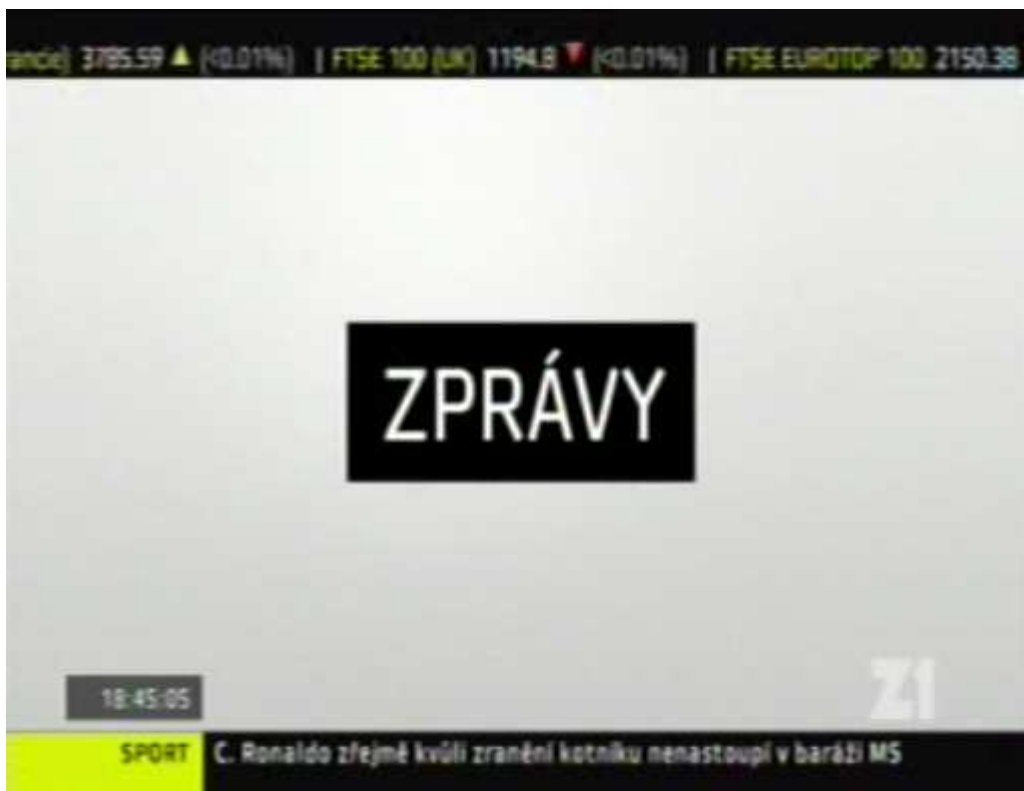 3785.59 ▲ (<0.01%) | FTSE 100 (UK) 1194.8 ▼ (<0.01%) | FTSE EUROTOP 100 2150.38
ZPRÁVY
18:45:05
Z1
SPORT C. Ronaldo zřejmě kvůli zranění kotníku nenastoupí v baráži MS